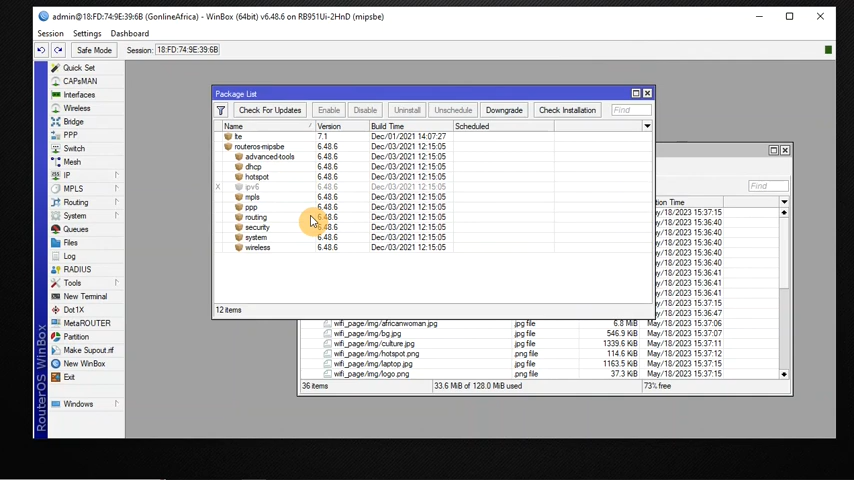 admin@18:FD:74:9E:39:6B (GonlineAfrica) - WinBox (64bit) v6.48.6 on RB951Ui-2HnD (mipsbe)
Session Settings Dashboard
Safe Mode Session: 18:FD:74:9E:39:6B
Quick Set
CAPsMAN
Interfaces
Wireless
Bridge
PPP
Switch
Mesh
IP
MPLS
Routing
System
Queues
Files
Log
RADIUS
Tools
New Terminal
Dot1X
MetaROUTER
Partition
Make Supout.rif
New WinBox
Exit
Windows
RouterOS WinBox
Package List
Check For Updates Enable Disable Uninstall Unschedule Downgrade Check Installation Find
Name Version Build Time Scheduled
lte 7.1 Dec/01/2021 14:07:27
routeros-mipsbe 6.48.6 Dec/03/2021 12:15:05
advanced-tools 6.48.6 Dec/03/2021 12:15:05
dhcp 6.48.6 Dec/03/2021 12:15:05
hotspot 6.48.6 Dec/03/2021 12:15:05
X ipv6 6.48.6 Dec/03/2021 12:15:05
mpls 6.48.6 Dec/03/2021 12:15:05
ppp 6.48.6 Dec/03/2021 12:15:05
routing 6.48.6 Dec/03/2021 12:15:05
security 6.48.6 Dec/03/2021 12:15:05
system 6.48.6 Dec/03/2021 12:15:05
wireless 6.48.6 Dec/03/2021 12:15:05
12 items
Find
tion Time
ay/18/2023 15:37:15
ay/18/2023 15:36:40
ay/18/2023 15:36:40
ay/18/2023 15:36:40
ay/18/2023 15:36:40
ay/18/2023 15:36:40
ay/18/2023 15:36:41
ay/18/2023 15:36:41
ay/18/2023 15:36:41
ay/18/2023 15:37:15
ay/18/2023 15:36:47
wifi_page/img/africanwoman.jpg .jpg file 6.8 MiB May/18/2023 15:37:06
wifi_page/img/bg.jpg .jpg file 546.9 KiB May/18/2023 15:37:07
wifi_page/img/culture.jpg .jpg file 1339.6 KiB May/18/2023 15:37:11
wifi_page/img/hotspot.png .png file 114.6 KiB May/18/2023 15:37:12
wifi_page/img/laptop.jpg .jpg file 1163.5 KiB May/18/2023 15:37:15
wifi_page/img/logo.png .png file 37.3 KiB May/18/2023 15:37:15
36 items 33.6 MiB of 128.0 MiB used 73% free